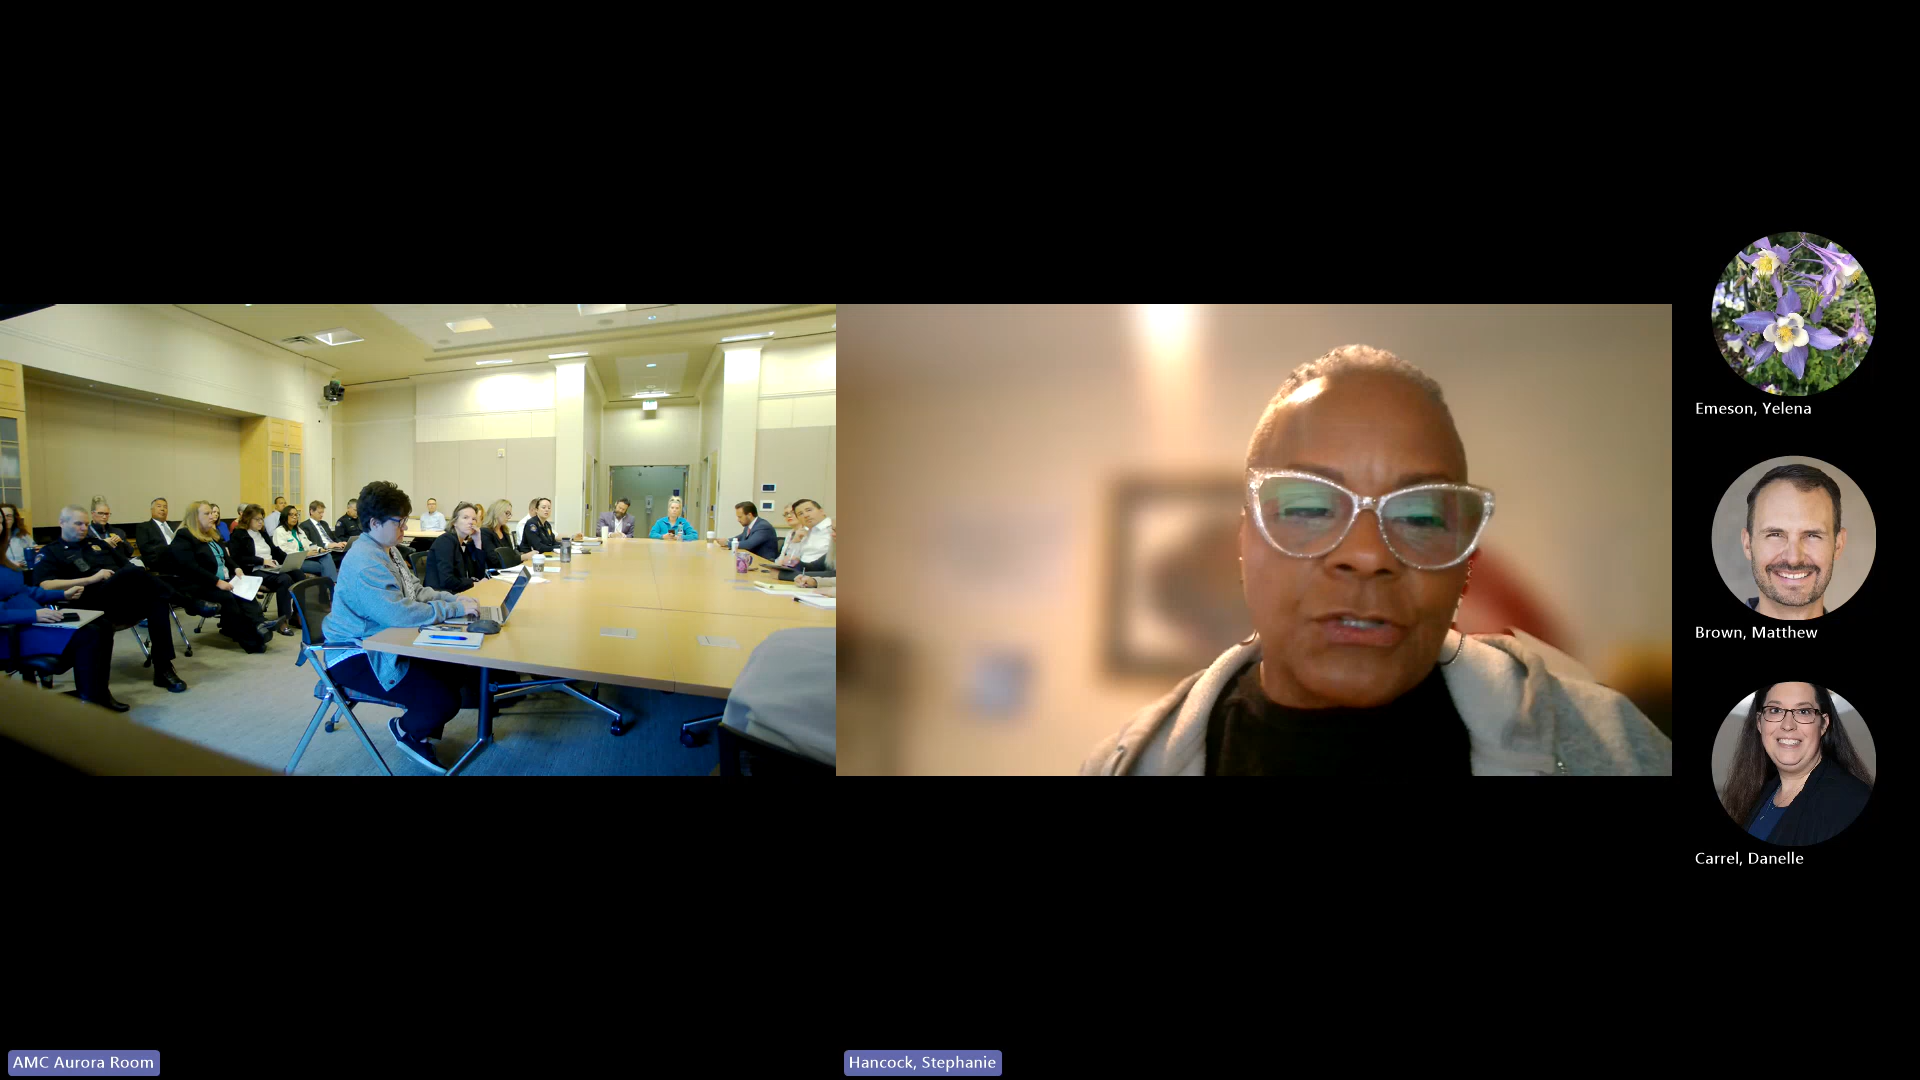 Emeson, Yelena
Brown, Matthew
Carrel, Danelle
AMC Aurora Room
Hancock, Stephanie